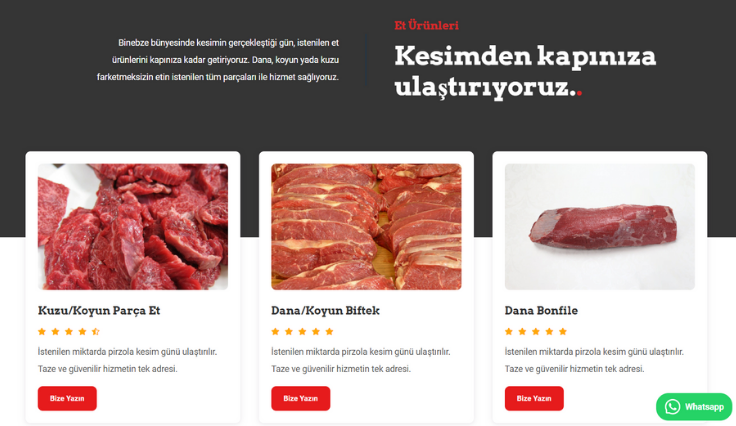 Et Ürünleri
Binebze bünyesinde kesimin gerçekleştiği gün, istenilen et
ürünlerini kapınıza kadar getiriyoruz. Dana, koyun yada kuzu
farketmeksizin etin istenilen tüm parçaları ile hizmet sağlıyoruz.
Kesimden kapınıza
ulaştırıyoruz..
Kuzu/Koyun Parça Et
İstenilen miktarda pirzola kesim günü ulaştırılır.
Taze ve güvenilir hizmetin tek adresi.
Bize Yazın
Dana/Koyun Biftek
İstenilen miktarda pirzola kesim günü ulaştırılır.
Taze ve güvenilir hizmetin tek adresi.
Bize Yazın
Dana Bonfile
İstenilen miktarda pirzola kesim günü ulaştırılır.
Taze ve güvenilir hizmetin tek adresi.
Bize Yazın
Whatsapp